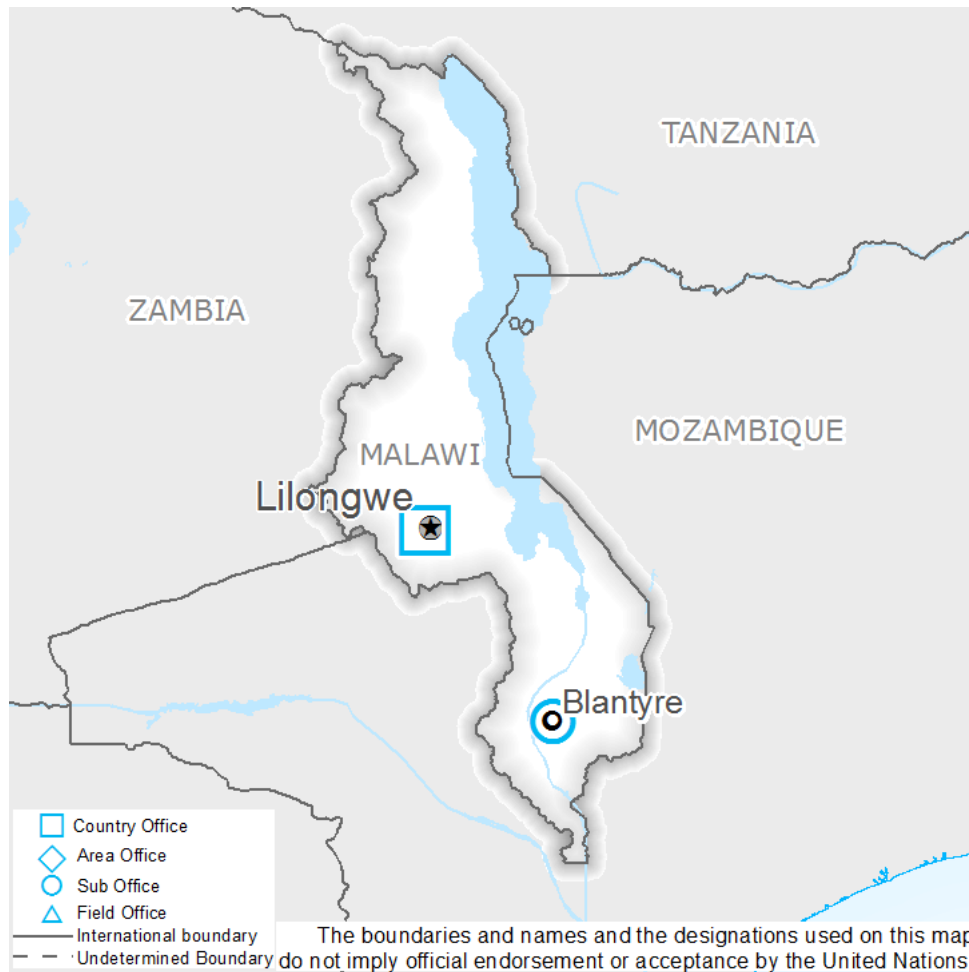 TANZANIA
ZAMBIA
MOZAMBIQUE
MALAWI
Lilongwe
Blantyre
Country Office
Area Office
Sub Office
Field Office
International boundary
Undetermined Boundary
The boundaries and names and the designations used on this map
do not imply official endorsement or acceptance by the United Nations